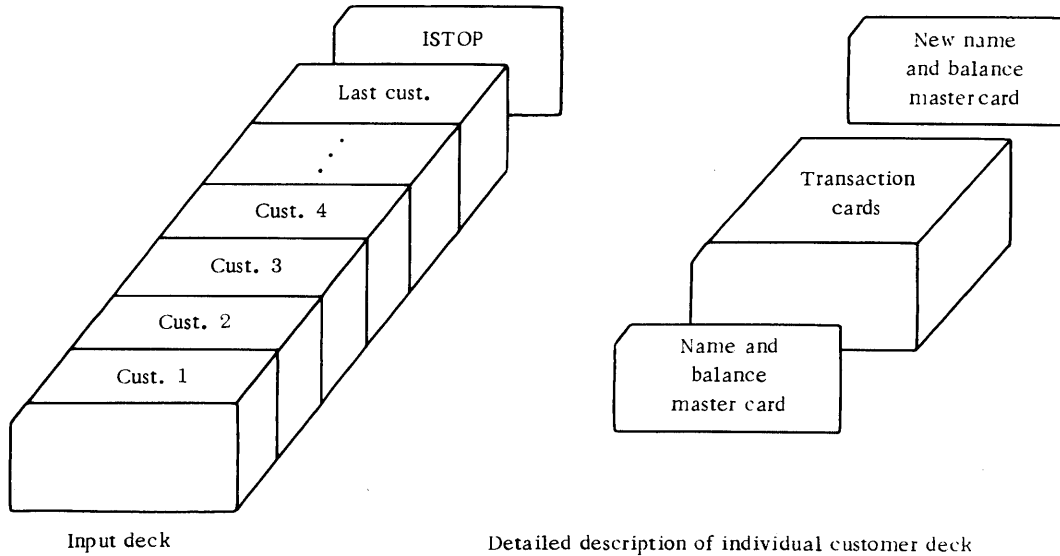 ISTOP
Last cust.
Cust. 4
Cust. 3
Cust. 2
Cust. 1
Input deck
New name
and balance
master card
Transaction
cards
Name and
balance
master card
Detailed description of individual customer deck